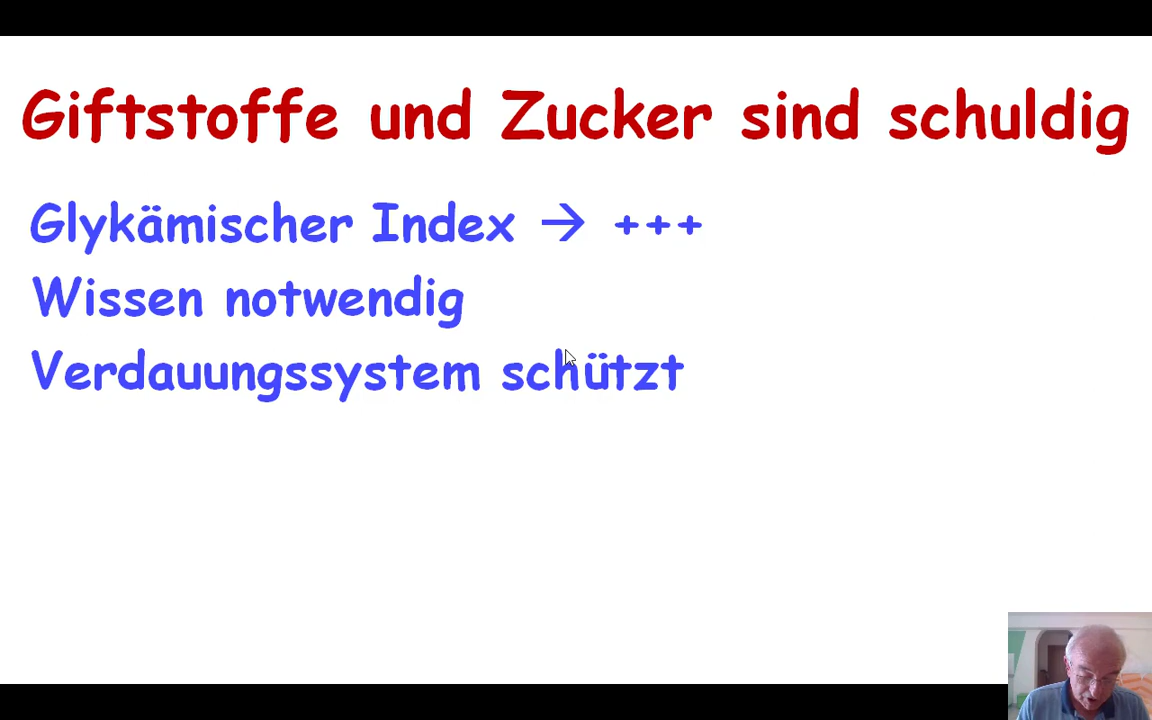 Giftstoffe und Zucker sind schuldig
Glykämischer Index → +++
Wissen notwendig
Verdauungssystem schützt